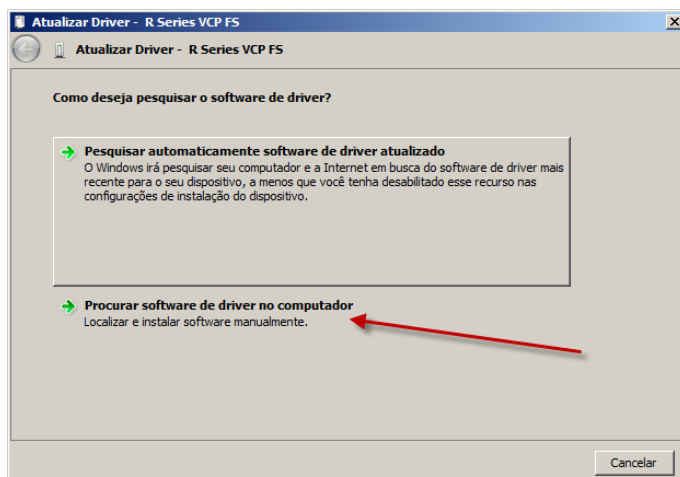 Atualizar Driver - R Series VCP FS
Atualizar Driver - R Series VCP FS
Como deseja pesquisar o software de driver?
Pesquisar automaticamente software de driver atualizado
O Windows irá pesquisar seu computador e a Internet em busca do software de driver mais
recente para o seu dispositivo, a menos que você tenha desabilitado esse recurso nas
configurações de instalação do dispositivo.
Procurar software de driver no computador
Localizar e instalar software manualmente.
Cancelar